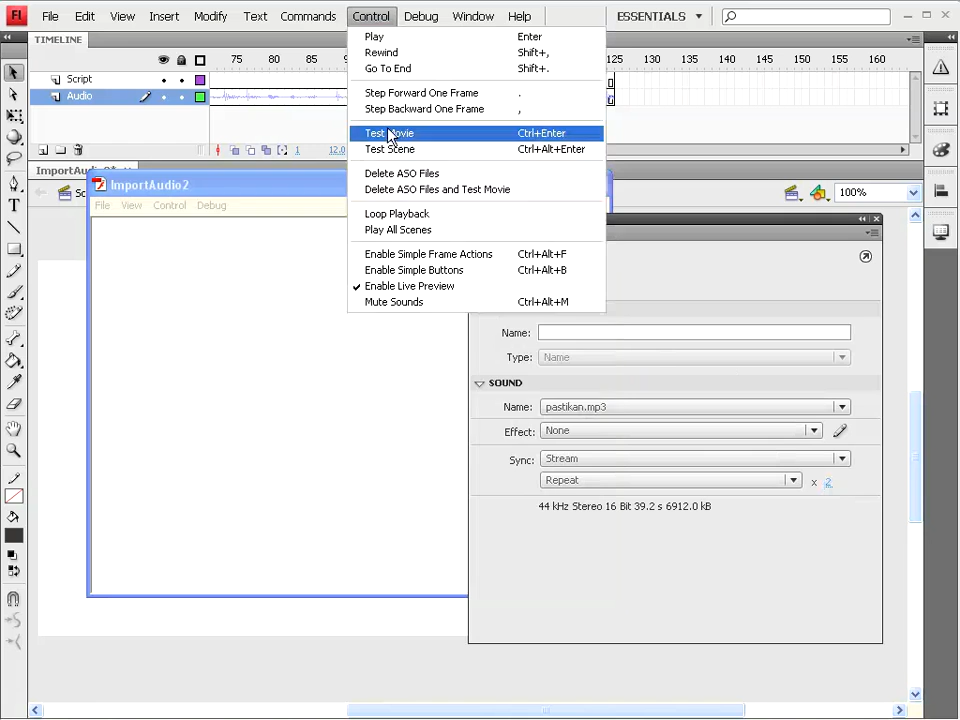 Fl File Edit View Insert Modify Text Commands Control Debug Window Help ESSENTIALS
TIMELINE
75 80 85 90 125 130 135 140 145 150 155 160
Script
Audio
1 12.0
ImportAudio2
100%
ImportAudio2
File View Control Debug
Play Enter
Rewind Shift+,
Go To End Shift+.
Step Forward One Frame .
Step Backward One Frame ,
Test Movie Ctrl+Enter
Test Scene Ctrl+Alt+Enter
Delete ASO Files
Delete ASO Files and Test Movie
Loop Playback
Play All Scenes
Enable Simple Frame Actions Ctrl+Alt+F
Enable Simple Buttons Ctrl+Alt+B
Enable Live Preview
Mute Sounds Ctrl+Alt+M
Name:
Type: Name
SOUND
Name: pastikan.mp3
Effect: None
Sync: Stream
Repeat x 2
44 kHz Stereo 16 Bit 39.2 s 6912.0 kB